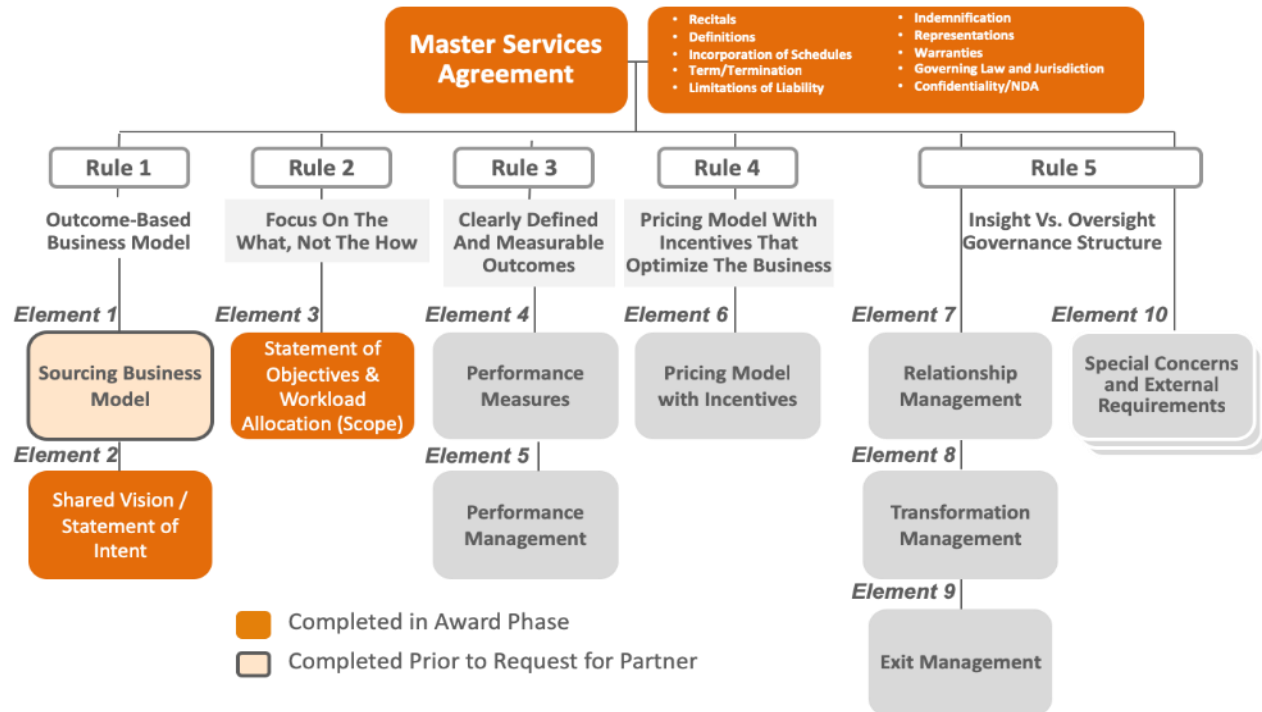 Master Services
Agreement
• Recitals
• Definitions
• Incorporation of Schedules
• Term/Termination
• Limitations of Liability
• Indemnification
• Representations
• Warranties
• Governing Law and Jurisdiction
• Confidentiality/NDA
Rule 1
Rule 2
Rule 3
Rule 4
Rule 5
Outcome-Based
Business Model
Focus On The
What, Not The How
Clearly Defined
And Measurable
Outcomes
Pricing Model With
Incentives That
Optimize The Business
Insight Vs. Oversight
Governance Structure
Element 1
Element 3
Element 4
Element 6
Element 7
Element 10
Sourcing Business
Model
Statement of
Objectives &
Workload
Allocation (Scope)
Performance
Measures
Pricing Model
with Incentives
Relationship
Management
Special Concerns
and External
Requirements
Element 2
Element 5
Element 8
Shared Vision /
Statement of
Intent
Performance
Management
Transformation
Management
Element 9
Exit Management
Completed in Award Phase
Completed Prior to Request for Partner